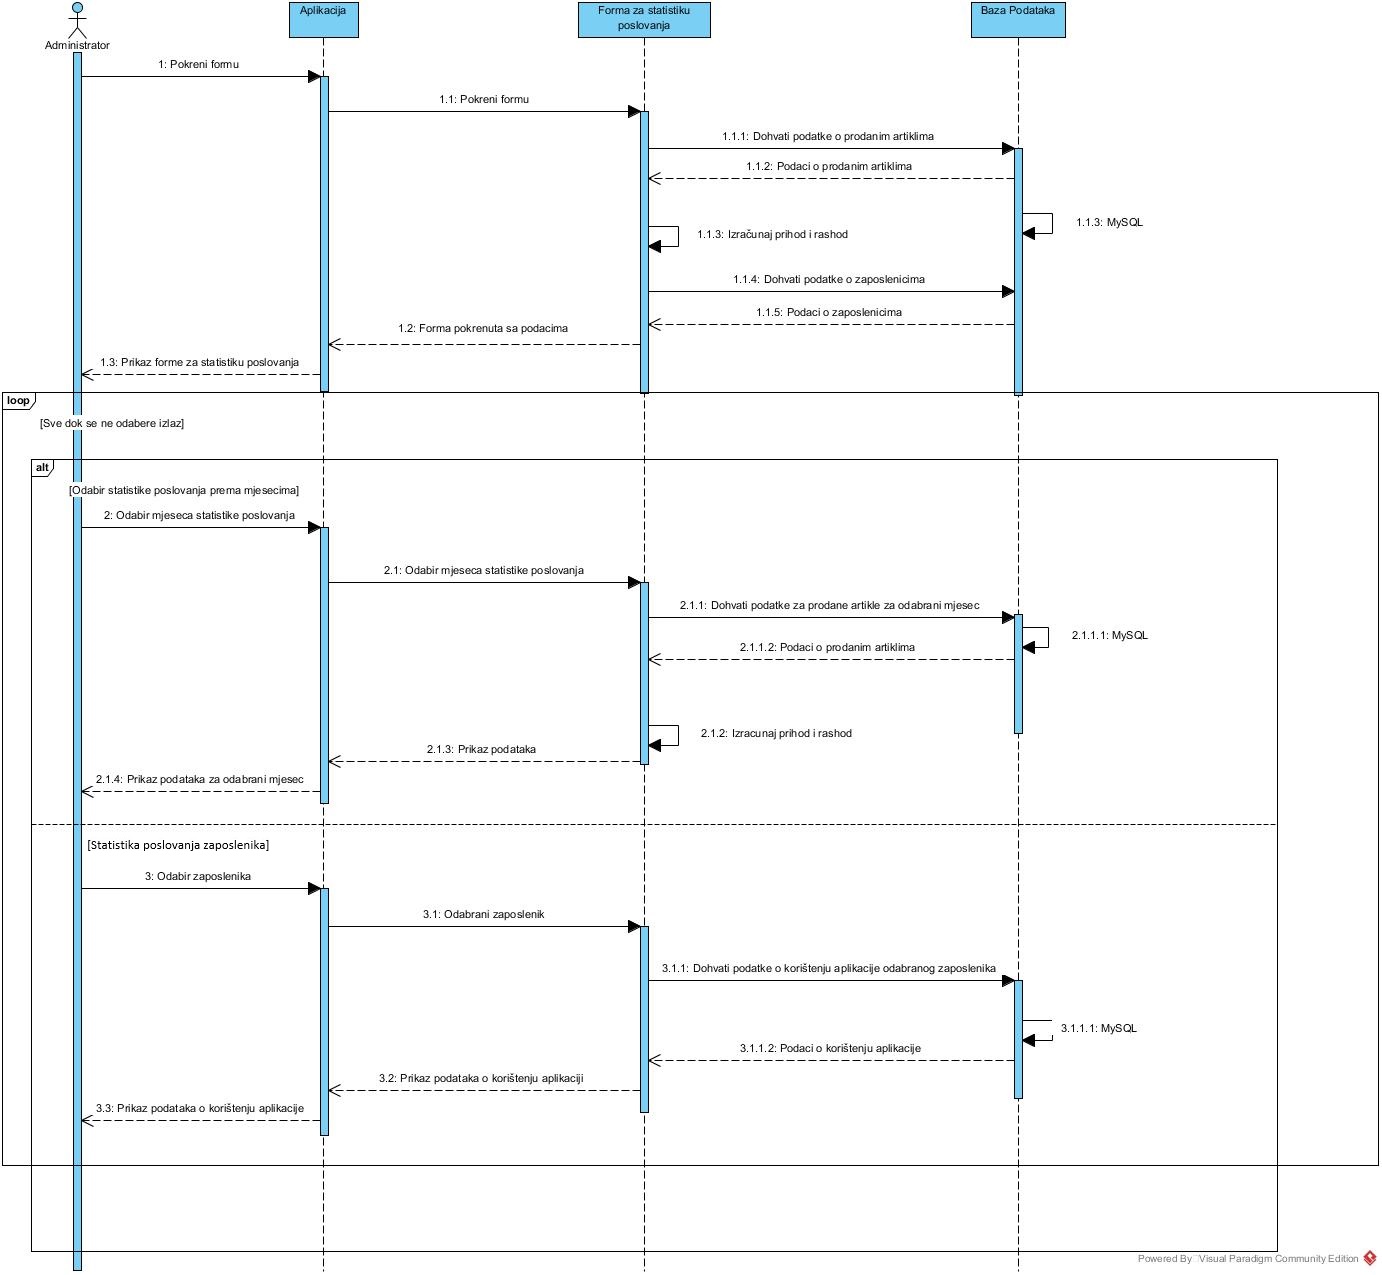 Administrator
Aplikacija
Forma za statistiku
poslovanja
Baza Podataka
1: Pokreni formu
1.1: Pokreni formu
1.1.1: Dohvati podatke o prodanim artiklima
1.1.2: Podaci o prodanim artiklima
1.1.3: MySQL
1.1.3: Izračunaj prihod i rashod
1.1.4: Dohvati podatke o zaposlenicima
1.1.5: Podaci o zaposlenicima
1.2: Forma pokrenuta sa podacima
1.3: Prikaz forme za statistiku poslovanja
loop
[Sve dok se ne odabere izlaz]
alt
[Odabir statistike poslovanja prema mjesecima]
2: Odabir mjeseca statistike poslovanja
2.1: Odabir mjeseca statistike poslovanja
2.1.1: Dohvati podatke za prodane artikle za odabrani mjesec
2.1.1.1: MySQL
2.1.1.2: Podaci o prodanim artiklima
2.1.2: Izracunaj prihod i rashod
2.1.3: Prikaz podataka
2.1.4: Prikaz podataka za odabrani mjesec
[Statistika poslovanja zaposlenika]
3: Odabir zaposlenika
3.1: Odabrani zaposlenik
3.1.1: Dohvati podatke o korištenju aplikacije odabranog zaposlenika
3.1.1.1: MySQL
3.1.1.2: Podaci o korištenju aplikacije
3.2: Prikaz podataka o korištenju aplikaciji
3.3: Prikaz podataka o korištenju aplikacije
Powered By Visual Paradigm Community Edition